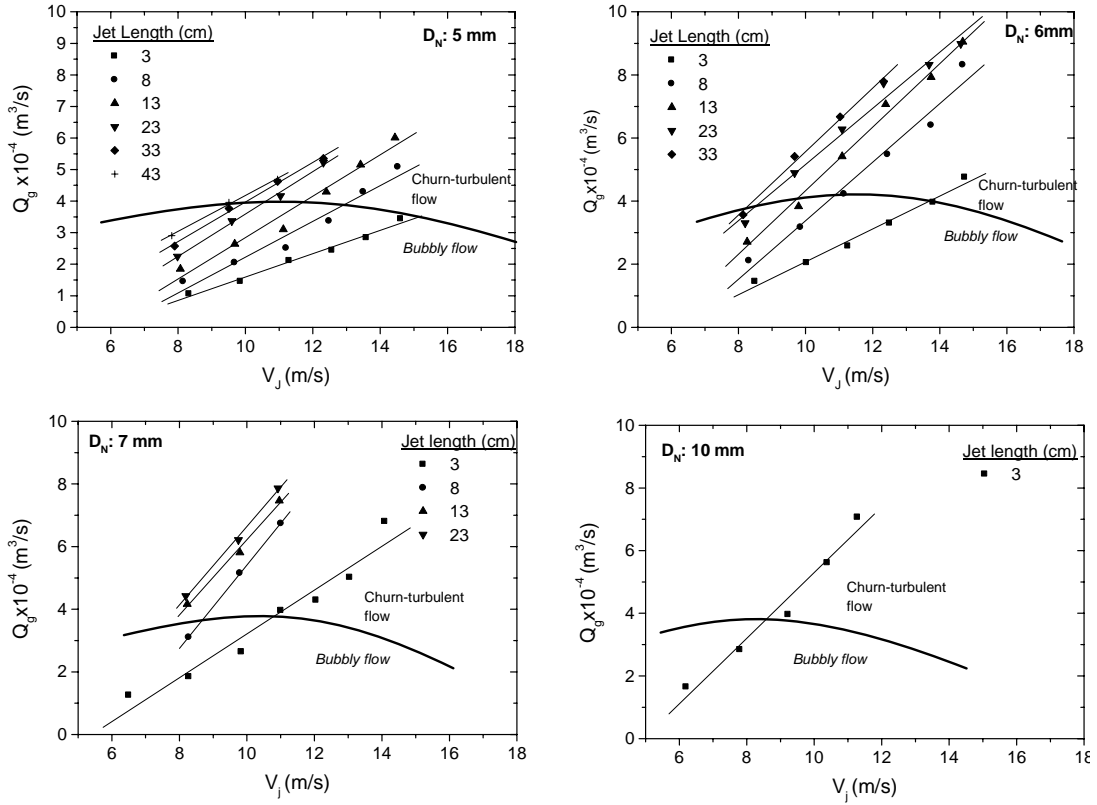 Jet Length (cm)
3
8
13
23
33
43
D_N: 5 mm
Churn-turbulent
flow
Bubbly flow
Q_g x10^-4 (m^3/s)
10
9
8
7
6
5
4
3
2
1
0
6 8 10 12 14 16 18
V_J (m/s)
Jet Length (cm)
3
8
13
23
33
D_N: 6mm
Churn-turbulent
flow
Bubbly flow
Q_g x10^-4 (m^3/s)
10
8
6
4
2
0
6 8 10 12 14 16 18
V_J (m/s)
D_N: 7 mm
Jet length (cm)
3
8
13
23
Churn-turbulent
flow
Bubbly flow
Q_g x10^-4 (m^3/s)
10
8
6
4
2
0
6 8 10 12 14 16 18
V_j (m/s)
D_N: 10 mm
Jet length (cm)
3
Churn-turbulent
flow
Bubbly flow
Q_g x10^-4 (m^3/s)
10
8
6
4
2
0
6 8 10 12 14 16 18
V_j (m/s)